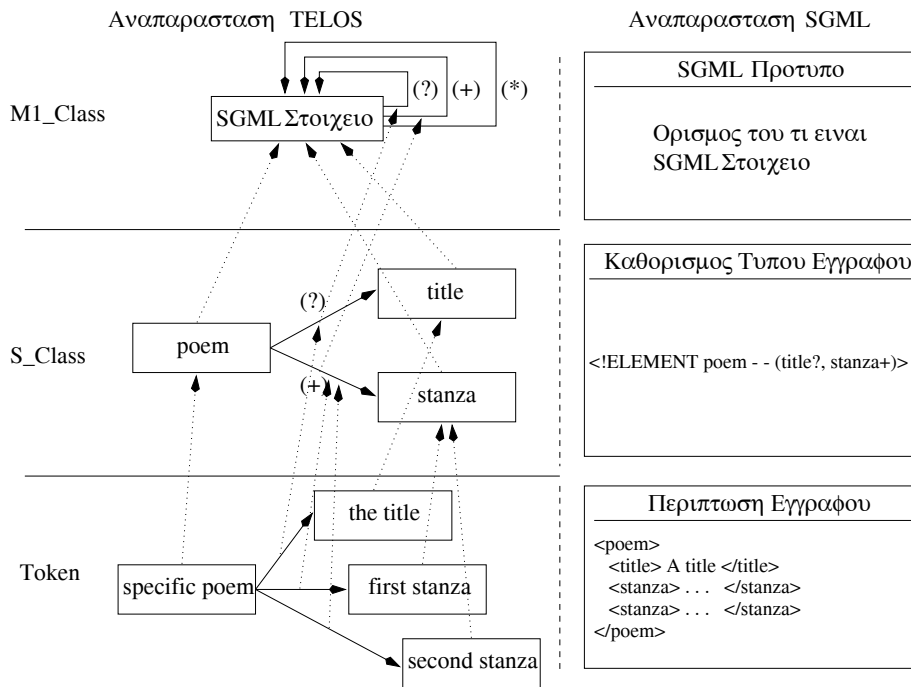 Αναπαρασταση TELOS
Αναπαρασταση SGML
M1_Class
SGML Στοιχειο
(?)
(+)
(*)
SGML Προτυπο
Ορισμος του τι ειναι
SGML Στοιχειο
S_Class
poem
(?)
(+)
title
stanza
Καθορισμος Τυπου Εγγραφου
<!ELEMENT poem - - (title?, stanza+)>
Token
specific poem
the title
first stanza
second stanza
Περιπτωση Εγγραφου
<poem>
<title> A title </title>
<stanza> . . . </stanza>
<stanza> . . . </stanza>
</poem>